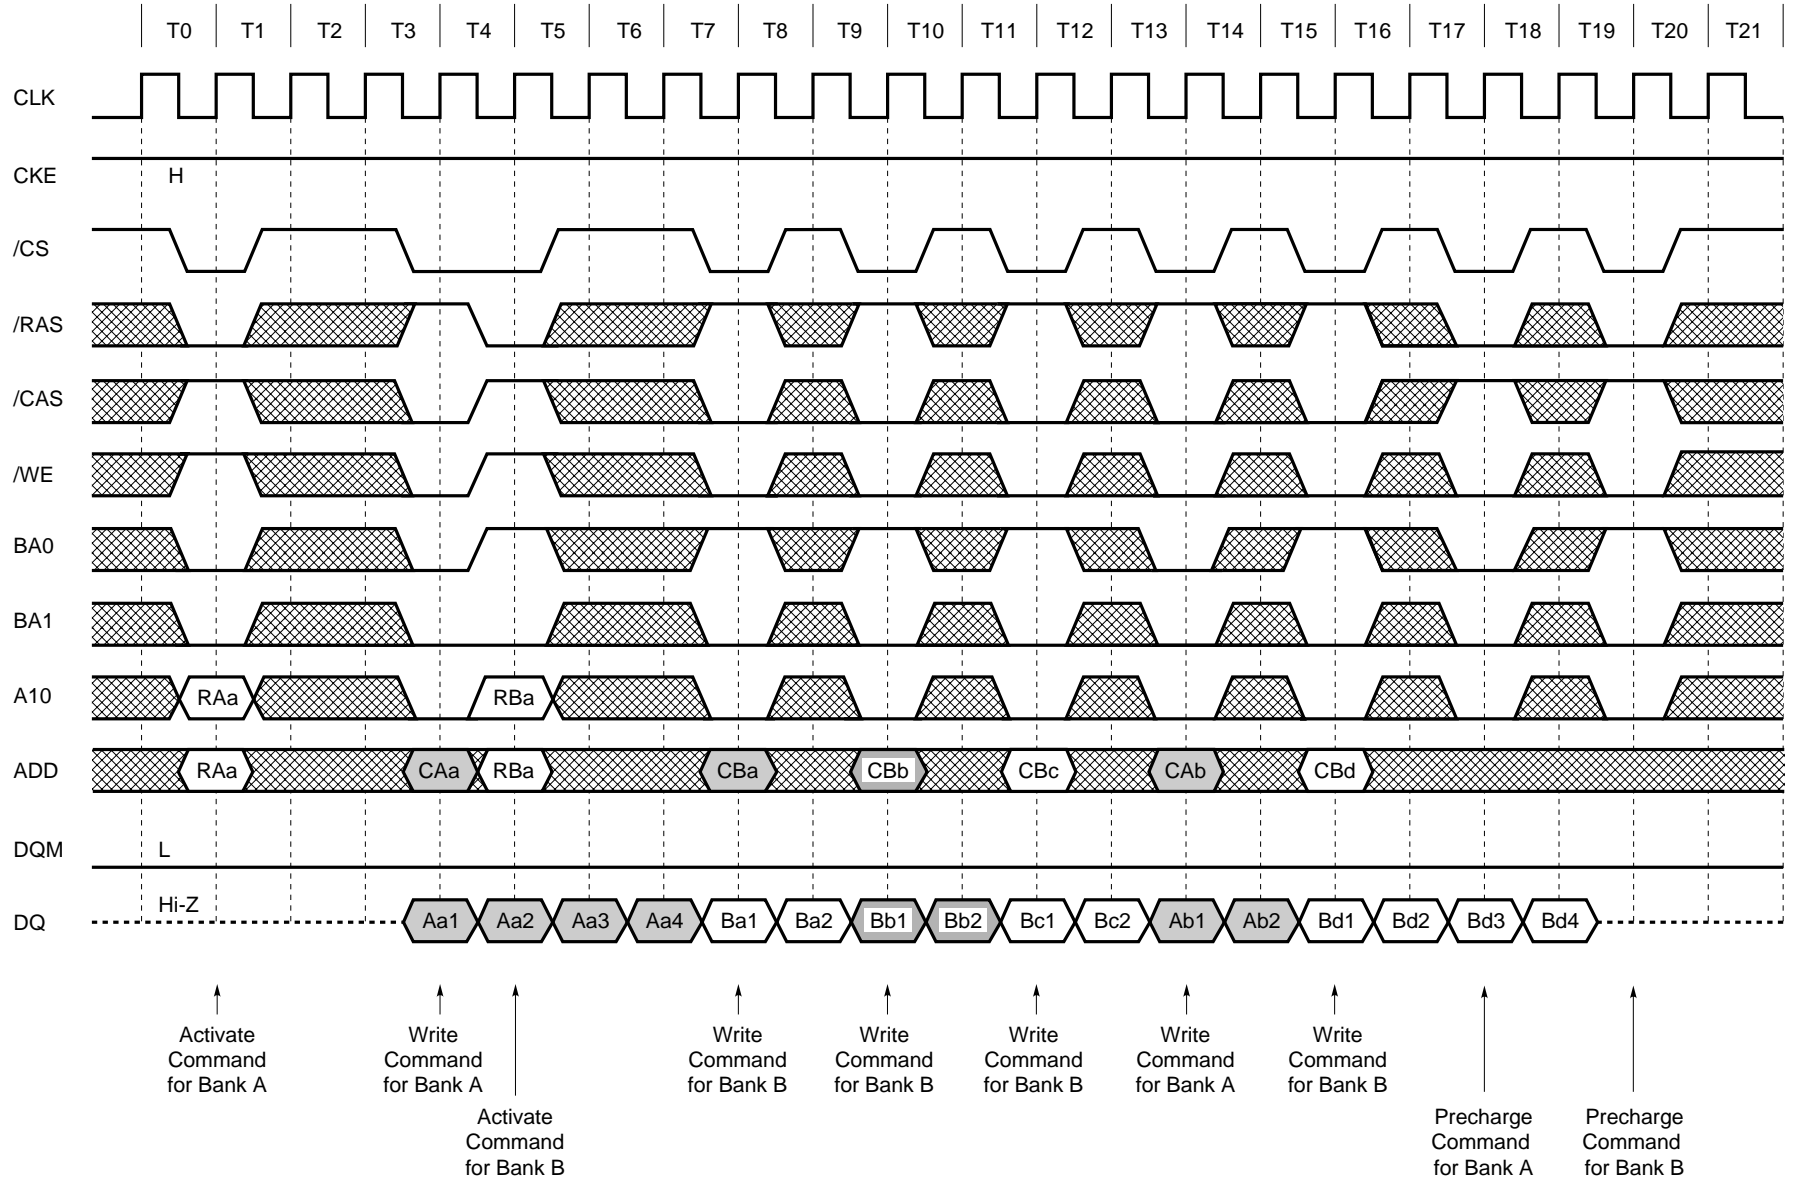 T0 T1 T2 T3 T4 T5 T6 T7 T8 T9 T10 T11 T12 T13 T14 T15 T16 T17 T18 T19 T20 T21
CLK
CKE H
/CS
/RAS
/CAS
/WE
BA0
BA1
A10 RAa RBa
ADD RAa CAa RBa CBa CBb CBc CAb CBd
DQM L
Hi-Z
DQ Aa1 Aa2 Aa3 Aa4 Ba1 Ba2 Bb1 Bb2 Bc1 Bc2 Ab1 Ab2 Bd1 Bd2 Bd3 Bd4
Activate
Command
for Bank A
Write
Command
for Bank A
Activate
Command
for Bank B
Write
Command
for Bank B
Write
Command
for Bank B
Write
Command
for Bank B
Write
Command
for Bank A
Write
Command
for Bank B
Precharge
Command
for Bank A
Precharge
Command
for Bank B